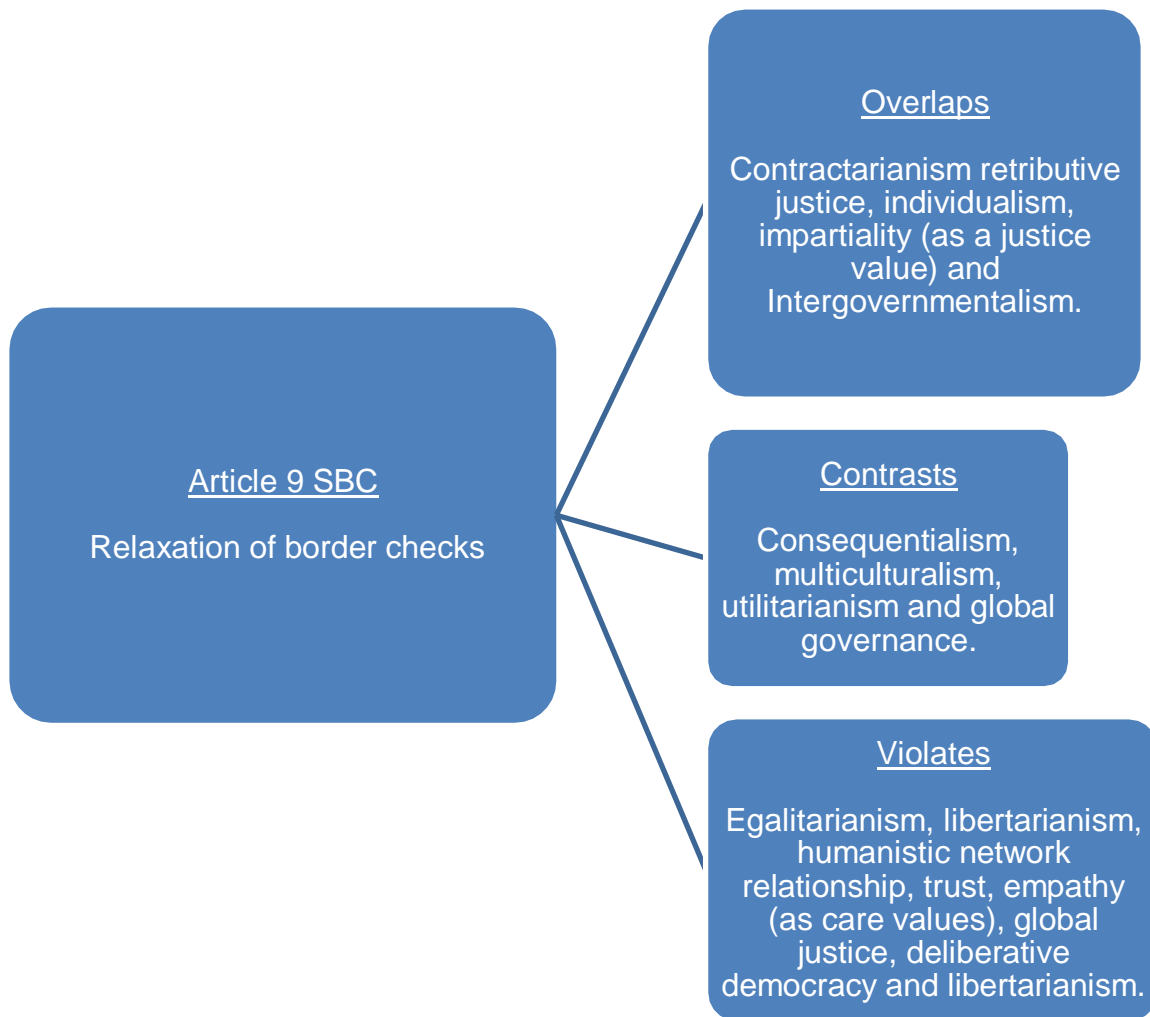 Article 9 SBC
Relaxation of border checks
Overlaps
Contractarianism retributive
justice, individualism,
impartiality (as a justice
value) and
Intergovernmentalism.
Contrasts
Consequentialism,
multiculturalism,
utilitarianism and global
governance.
Violates
Egalitarianism, libertarianism,
humanistic network
relationship, trust, empathy
(as care values), global
justice, deliberative
democracy and libertarianism.